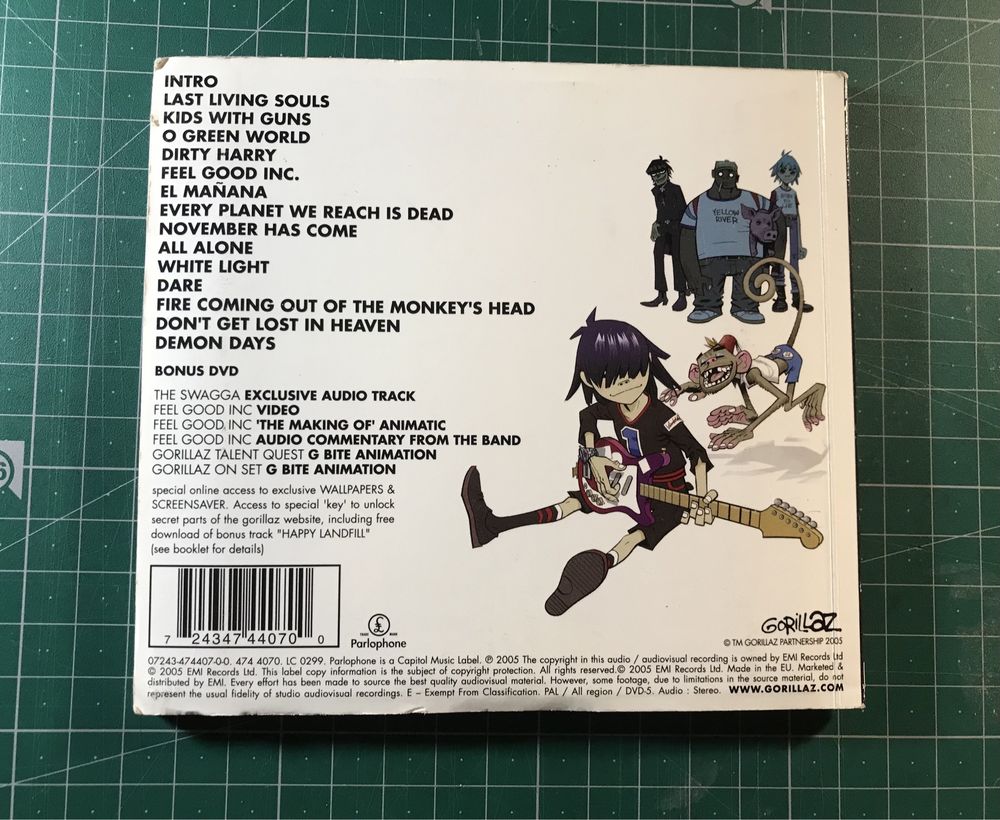 INTRO
LAST LIVING SOULS
KIDS WITH GUNS
O GREEN WORLD
DIRTY HARRY
FEEL GOOD INC.
EL MAÑANA
EVERY PLANET WE REACH IS DEAD
NOVEMBER HAS COME
ALL ALONE
WHITE LIGHT
DARE
FIRE COMING OUT OF THE MONKEY'S HEAD
DON'T GET LOST IN HEAVEN
DEMON DAYS
BONUS DVD
THE SWAGGA EXCLUSIVE AUDIO TRACK
FEEL GOOD INC VIDEO
FEEL GOOD INC 'THE MAKING OF' ANIMATIC
FEEL GOOD INC AUDIO COMMENTARY FROM THE BAND
GORILLAZ TALENT QUEST G BITE ANIMATION
GORILLAZ ON SET G BITE ANIMATION
special online access to exclusive WALLPAPERS &
SCREENSAVER. Access to special 'key' to unlock
secret parts of the gorillaz website, including free
download of bonus track "HAPPY LANDFILL"
(see booklet for details)
YELLOW
RIVER
1
7 24347 44070 0
£
TRADE MARK
Parlophone
GORILLAZ
© TM GORILLAZ PARTNERSHIP 2005
07243-474407-0-0. 474 4070. LC 0299. Parlophone is a Capitol Music Label. ℗ 2005 The copyright in this audio / audiovisual recording is owned by EMI Records Ltd
© 2005 EMI Records Ltd. This label copy information is the subject of copyright protection. All rights reserved.© 2005 EMI Records Ltd. Made in the EU. Marketed &
distributed by EMI. Every effort has been made to source the best quality audiovisual material. However, some footage, due to limitations in the source material, do not
represent the usual fidelity of studio audiovisual recordings. E – Exempt From Classification. PAL / All region / DVD-5. Audio : Stereo. WWW.GORILLAZ.COM